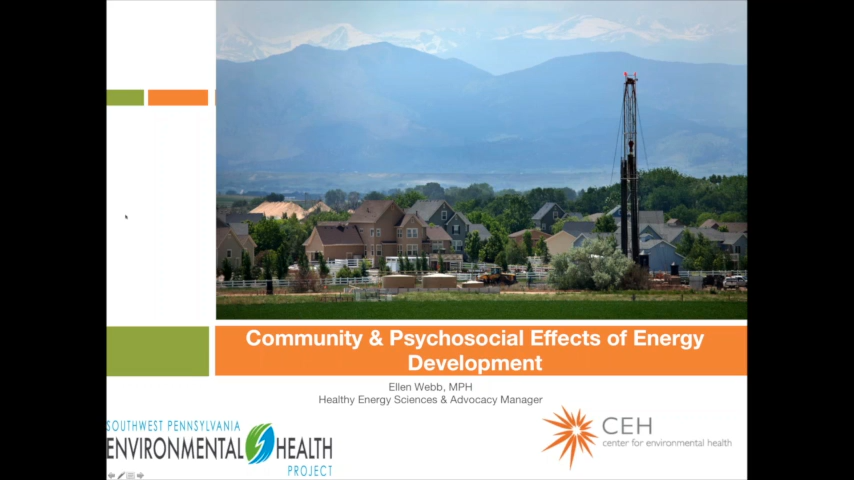 Community & Psychosocial Effects of Energy
Development
Ellen Webb, MPH
Healthy Energy Sciences & Advocacy Manager
SOUTHWEST PENNSYLVANIA
ENVIRONMENTAL HEALTH
PROJECT
CEH
center for environmental health